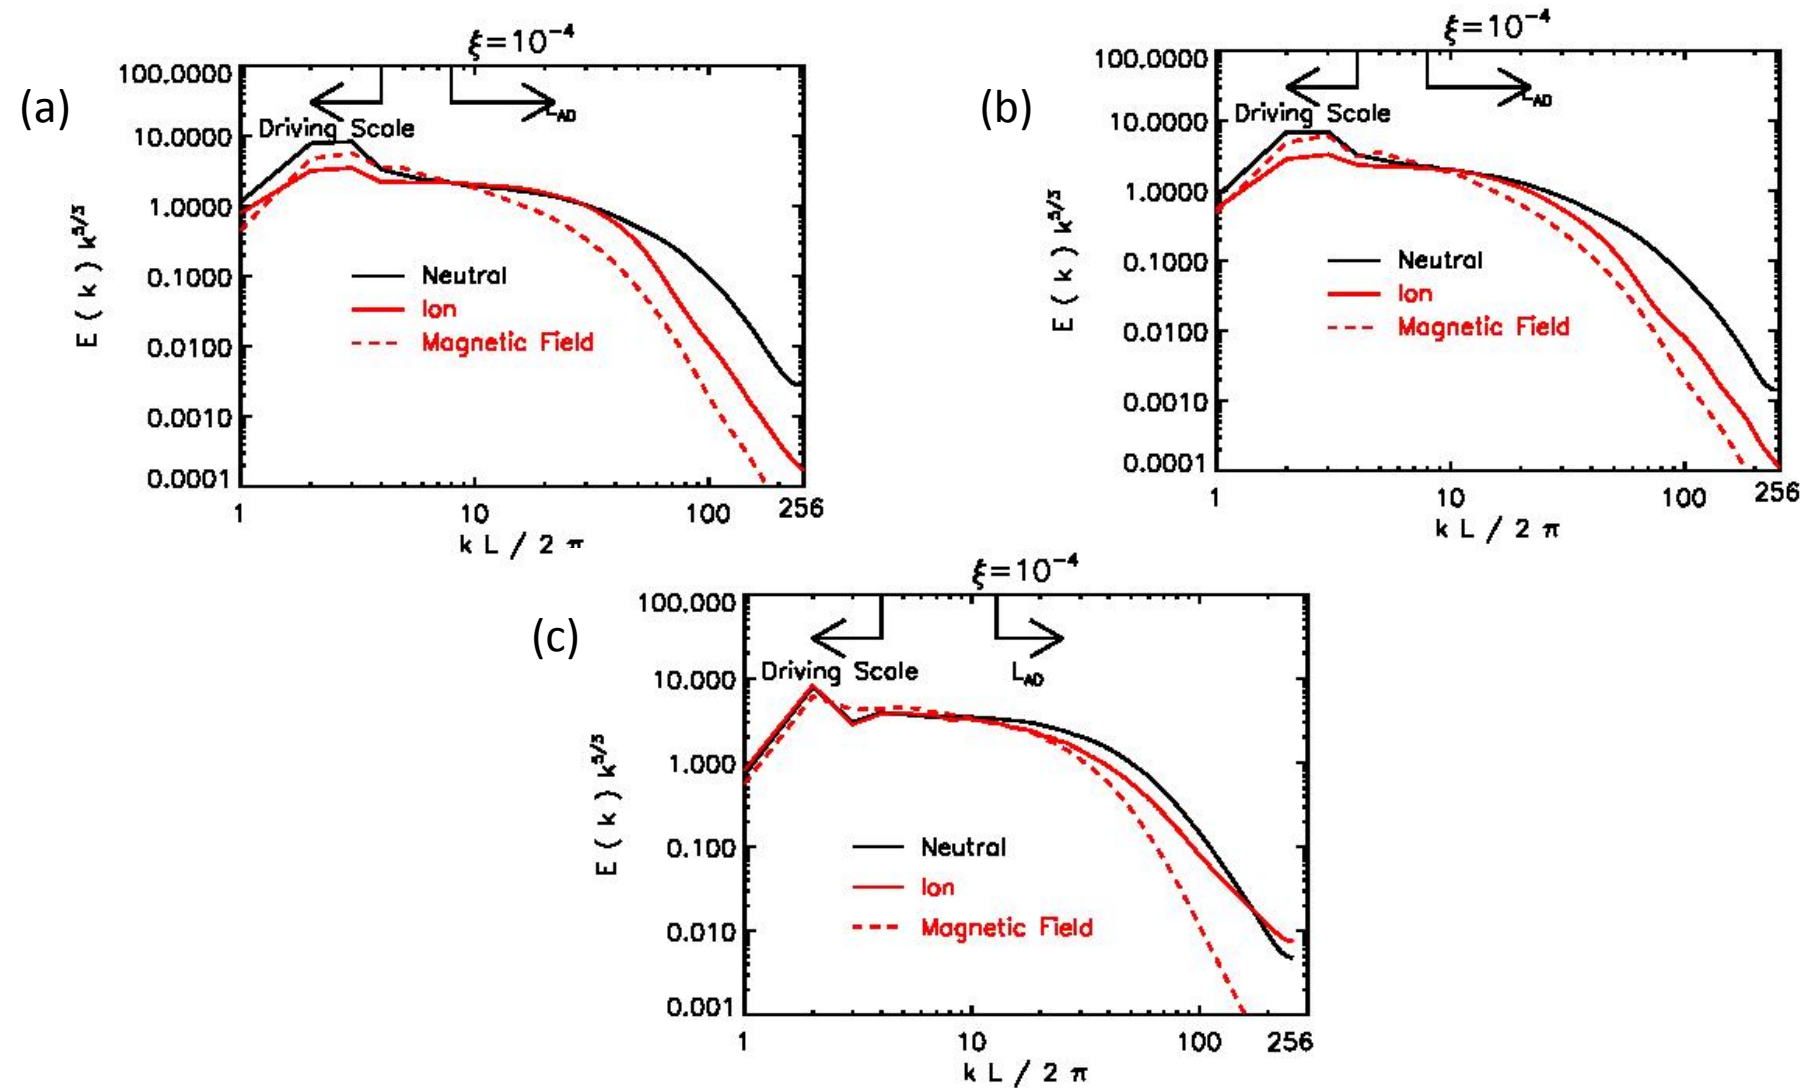 (a)
ξ=10⁻⁴
100.0000
10.0000
1.0000
0.1000
0.0100
0.0010
0.0001
E ( k ) k^5/3
Driving Scale
L_AD
Neutral
Ion
Magnetic Field
1
10
100
256
k L / 2 π
(b)
ξ=10⁻⁴
100.0000
10.0000
1.0000
0.1000
0.0100
0.0010
0.0001
E ( k ) k^5/3
Driving Scale
L_AD
Neutral
Ion
Magnetic Field
1
10
100
256
k L / 2 π
(c)
ξ=10⁻⁴
100.000
10.000
1.000
0.100
0.010
0.001
E ( k ) k^5/3
Driving Scale
L_AD
Neutral
Ion
Magnetic Field
1
10
100
256
k L / 2 π